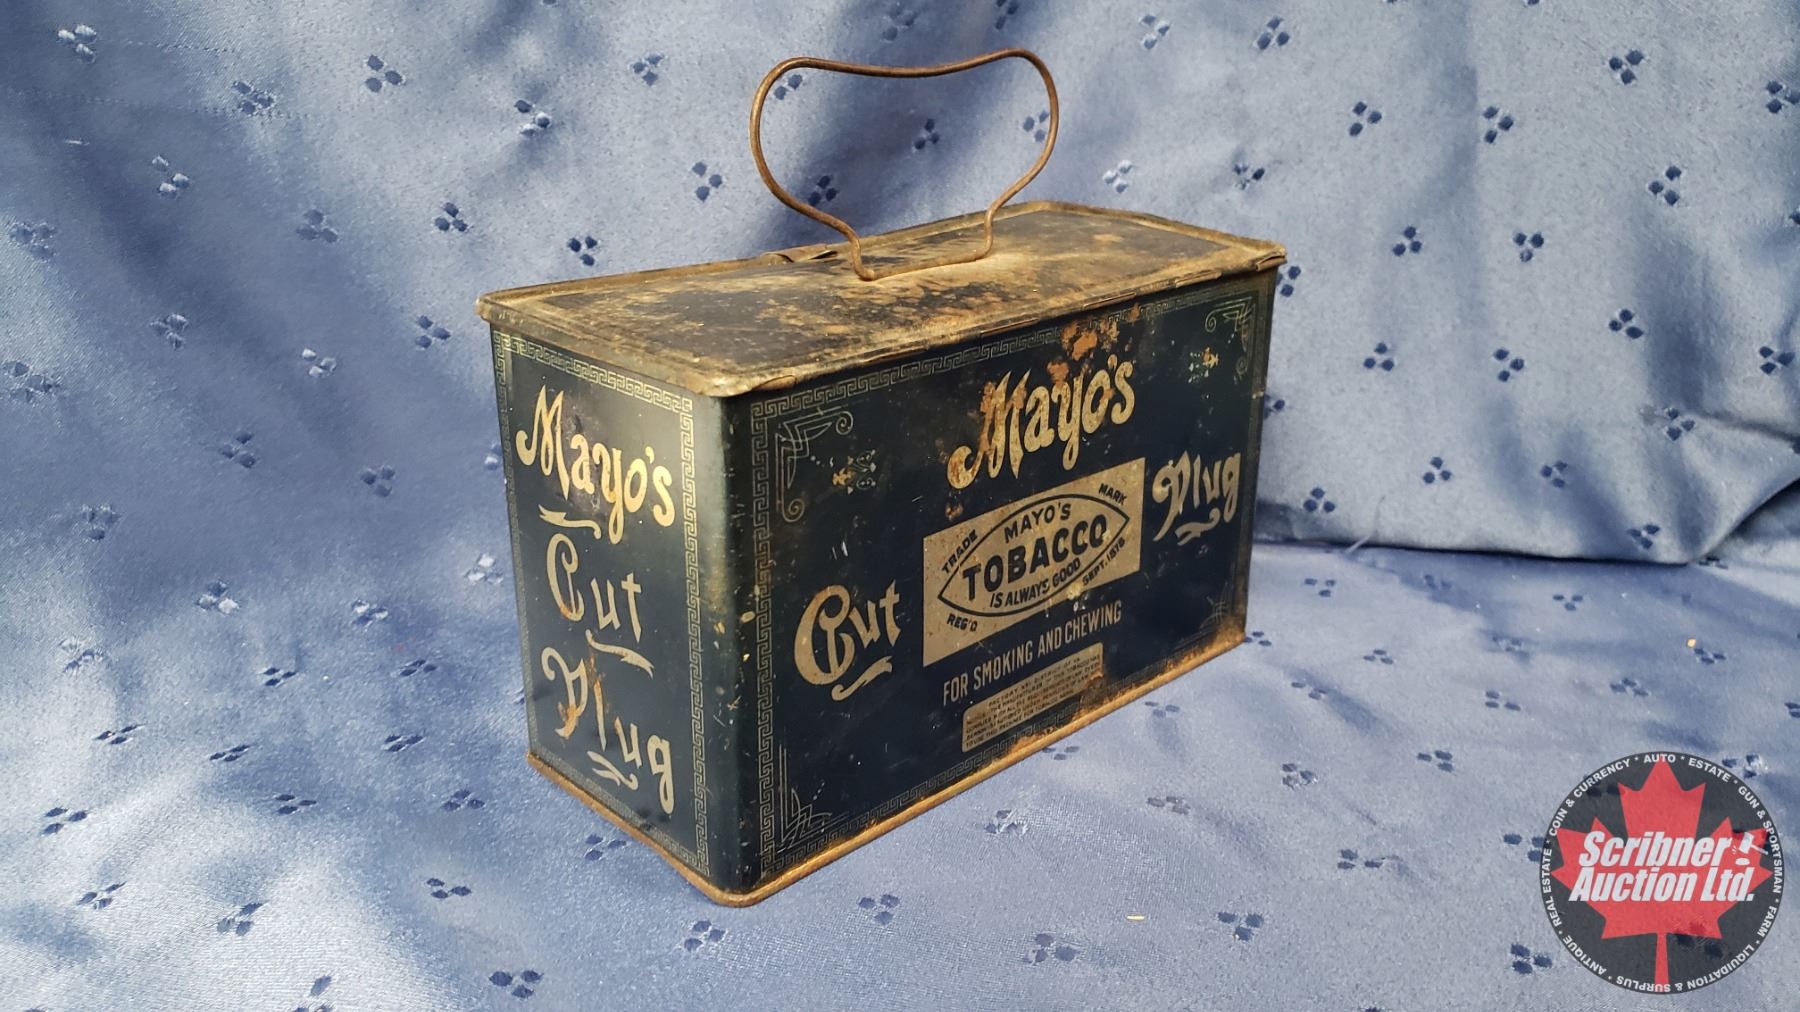 Mayo's
Cut
Plug
Mayo's
Cut
Plug
TRADE MARK
MAYO'S
TOBACCO
IS ALWAYS GOOD
REG'D SEPT. 1878
FOR SMOKING AND CHEWING
Scribner
Auction Ltd.
COIN & CURRENCY * AUTO * ESTATE * GUN & SPORTSMAN * FARM * LIQUIDATION & SURPLUS * ANTIQUE * REAL ESTATE *